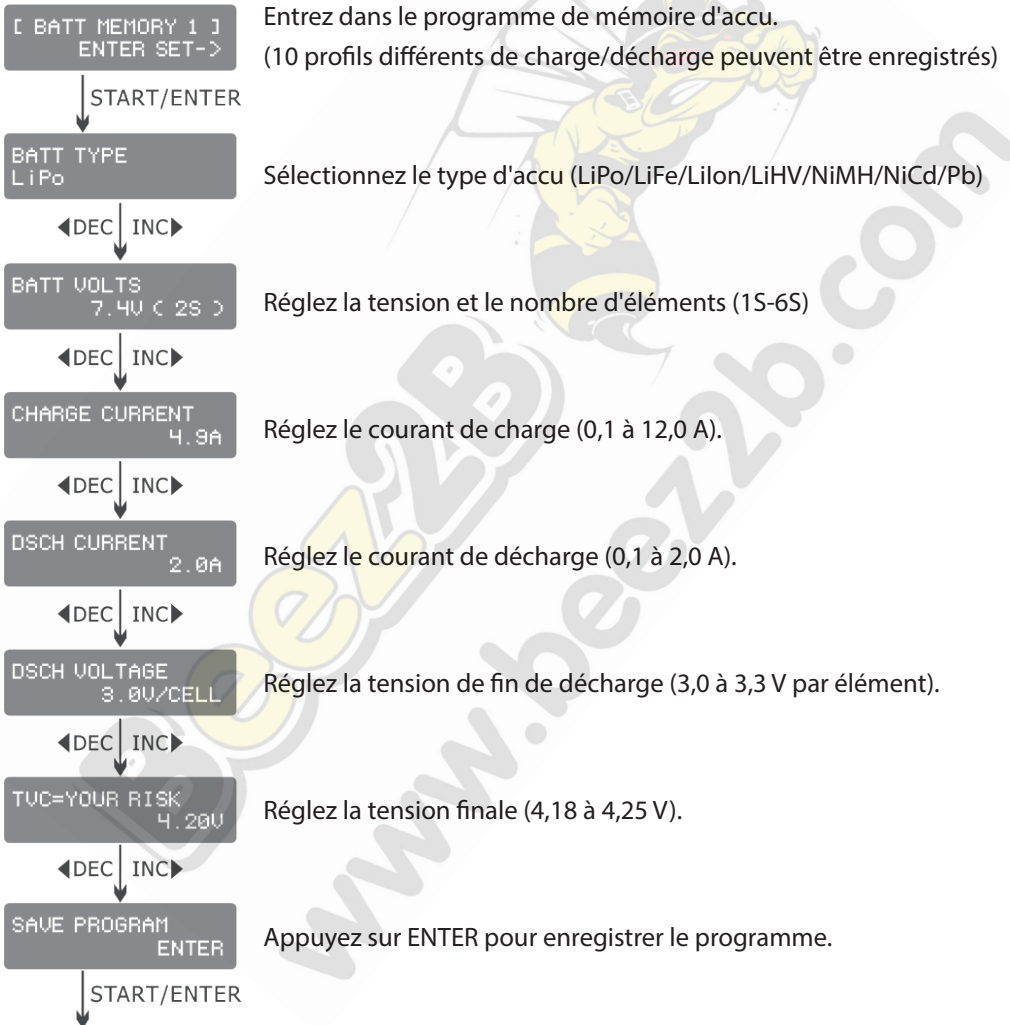 [ BATT MEMORY 1 ]
ENTER SET->
Entrez dans le programme de mémoire d'accu.
(10 profils différents de charge/décharge peuvent être enregistrés)
START/ENTER
BATT TYPE
LiPo
Sélectionnez le type d'accu (LiPo/LiFe/LiIon/LiHV/NiMH/NiCd/Pb)
◀DEC INC▶
BATT VOLTS
7.4V ( 2S )
Réglez la tension et le nombre d'éléments (1S-6S)
◀DEC INC▶
CHARGE CURRENT
4.9A
Réglez le courant de charge (0,1 à 12,0 A).
◀DEC INC▶
DSCH CURRENT
2.0A
Réglez le courant de décharge (0,1 à 2,0 A).
◀DEC INC▶
DSCH VOLTAGE
3.0V/CELL
Réglez la tension de fin de décharge (3,0 à 3,3 V par élément).
◀DEC INC▶
TVC=YOUR RISK
4.20V
Réglez la tension finale (4,18 à 4,25 V).
◀DEC INC▶
SAVE PROGRAM
ENTER
Appuyez sur ENTER pour enregistrer le programme.
START/ENTER
Beez2B
www.beez2b.com